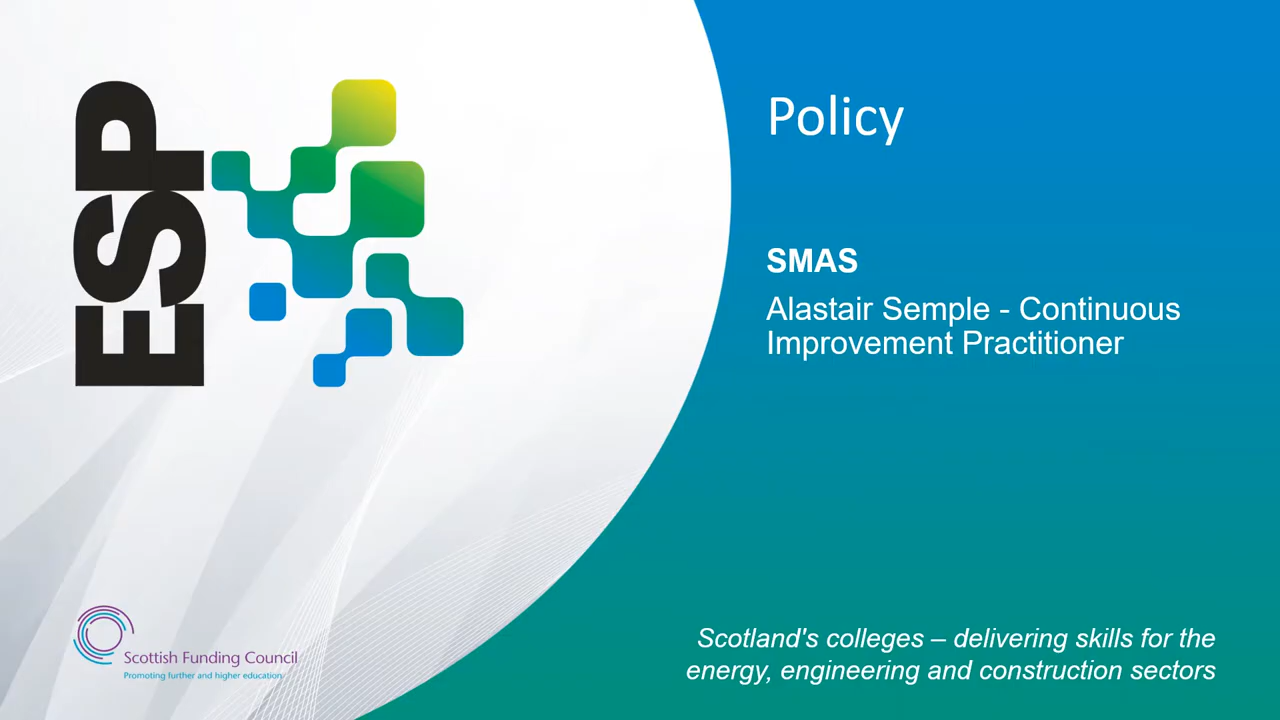 ESP
Policy
SMAS
Alastair Semple - Continuous
Improvement Practitioner
Scottish Funding Council
Promoting further and higher education
Scotland's colleges – delivering skills for the
energy, engineering and construction sectors